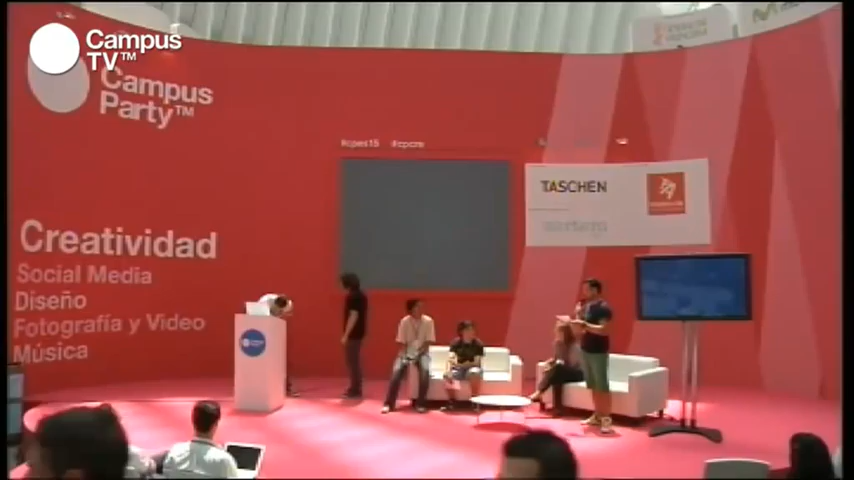 Campus
TV™
Campus
Party™
#cpes15 #cpcre
TASCHEN
Creatividad
Social Media
Diseño
Fotografía y Video
Música